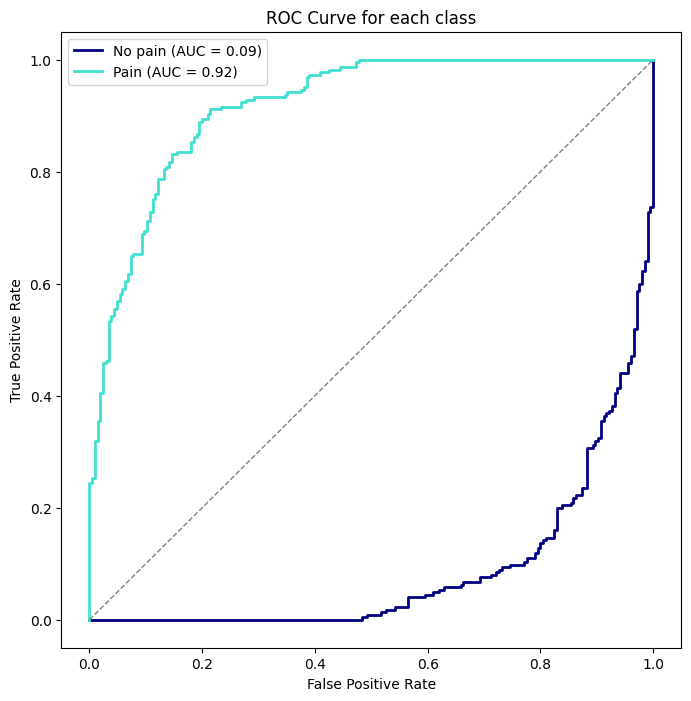 ROC Curve for each class
No pain (AUC = 0.09)
Pain (AUC = 0.92)
True Positive Rate
1.0
0.8
0.6
0.4
0.2
0.0
0.0 0.2 0.4 0.6 0.8 1.0
False Positive Rate